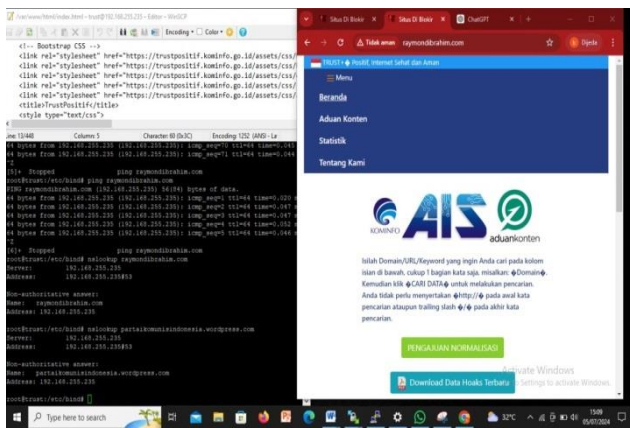 /var/www/html/index.html - trust@192.168.255.235 - Editor - WinSCP
Encoding Color
<!-- Bootstrap CSS -->
<link rel="stylesheet" href="https://trustpositif.kominfo.go.id/assets/css/
<link rel="stylesheet" href="https://trustpositif.kominfo.go.id/assets/css/
<link rel="stylesheet" href="https://trustpositif.kominfo.go.id/assets/css/
<link rel="stylesheet" href="https://trustpositif.kominfo.go.id/assets/css/
<title>TrustPositif</title>
<style type="text/css">
Line: 13/448 Column: 5 Character: 60 (0x3C) Encoding: 1252 (ANSI - La
64 bytes from 192.168.255.235 (192.168.255.235): icmp_seq=70 ttl=64 time=0.045
64 bytes from 192.168.255.235 (192.168.255.235): icmp_seq=71 ttl=64 time=0.044
^Z
[5]+ Stopped ping raymondibrahim.com
root@trust:/etc/bind# ping raymondibrahim.com
PING raymondibrahim.com (192.168.255.235) 56(84) bytes of data.
64 bytes from 192.168.255.235 (192.168.255.235): icmp_seq=1 ttl=64 time=0.020
64 bytes from 192.168.255.235 (192.168.255.235): icmp_seq=2 ttl=64 time=0.047
64 bytes from 192.168.255.235 (192.168.255.235): icmp_seq=3 ttl=64 time=0.047
64 bytes from 192.168.255.235 (192.168.255.235): icmp_seq=4 ttl=64 time=0.052
64 bytes from 192.168.255.235 (192.168.255.235): icmp_seq=5 ttl=64 time=0.046
^Z
[6]+ Stopped ping raymondibrahim.com
root@trust:/etc/bind# nslookup raymondibrahim.com
Server: 192.168.255.235
Address: 192.168.255.235#53
Non-authoritative answer:
Name: raymondibrahim.com
Address: 192.168.255.235
root@trust:/etc/bind# nslookup partaikomunisindonesia.wordpress.com
Server: 192.168.255.235
Address: 192.168.255.235#53
Non-authoritative answer:
Name: partaikomunisindonesia.wordpress.com
Address: 192.168.255.235
root@trust:/etc/bind#
Situs Di Blokir
Situs Di Blokir
ChatGPT
Tidak aman raymondibrahim.com
Dijeda
TRUST+� Positif, Internet Sehat dan Aman
Menu
Beranda
Aduan Konten
Statistik
Tentang Kami
KOMINFO
AIS
aduankonten
Isilah Domain/URL/Keyword yang ingin Anda cari pada kolom
isian di bawah, cukup 1 bagian kata saja, misalkan: �Domain�.
Kemudian klik �CARI DATA� untuk melakukan pencarian.
Anda tidak perlu menyertakan �http://� pada awal kata
pencarian ataupun trailing slash �/� pada akhir kata
pencarian.
PENGAJUAN NORMALISASI
Download Data Hoaks Terbaru
Activate Windows
Settings to activate Windows.
Type here to search
32°C
15:09
05/07/2024